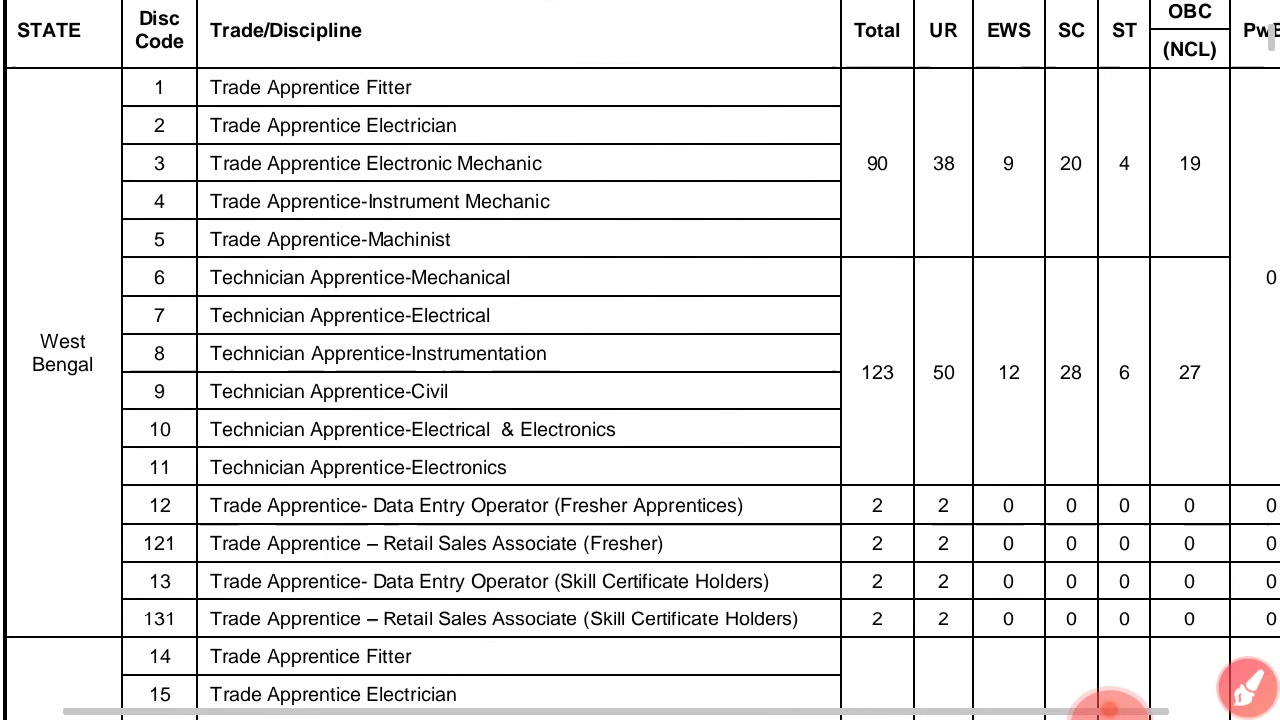 STATE Disc Code Trade/Discipline Total UR EWS SC ST OBC (NCL)
1 Trade Apprentice Fitter
2 Trade Apprentice Electrician
3 Trade Apprentice Electronic Mechanic 90 38 9 20 4 19
4 Trade Apprentice-Instrument Mechanic
5 Trade Apprentice-Machinist
6 Technician Apprentice-Mechanical 0
7 Technician Apprentice-Electrical
West Bengal
8 Technician Apprentice-Instrumentation
123 50 12 28 6 27
9 Technician Apprentice-Civil
10 Technician Apprentice-Electrical & Electronics
11 Technician Apprentice-Electronics
12 Trade Apprentice- Data Entry Operator (Fresher Apprentices) 2 2 0 0 0 0 0
121 Trade Apprentice – Retail Sales Associate (Fresher) 2 2 0 0 0 0 0
13 Trade Apprentice- Data Entry Operator (Skill Certificate Holders) 2 2 0 0 0 0 0
131 Trade Apprentice – Retail Sales Associate (Skill Certificate Holders) 2 2 0 0 0 0 0
14 Trade Apprentice Fitter
15 Trade Apprentice Electrician